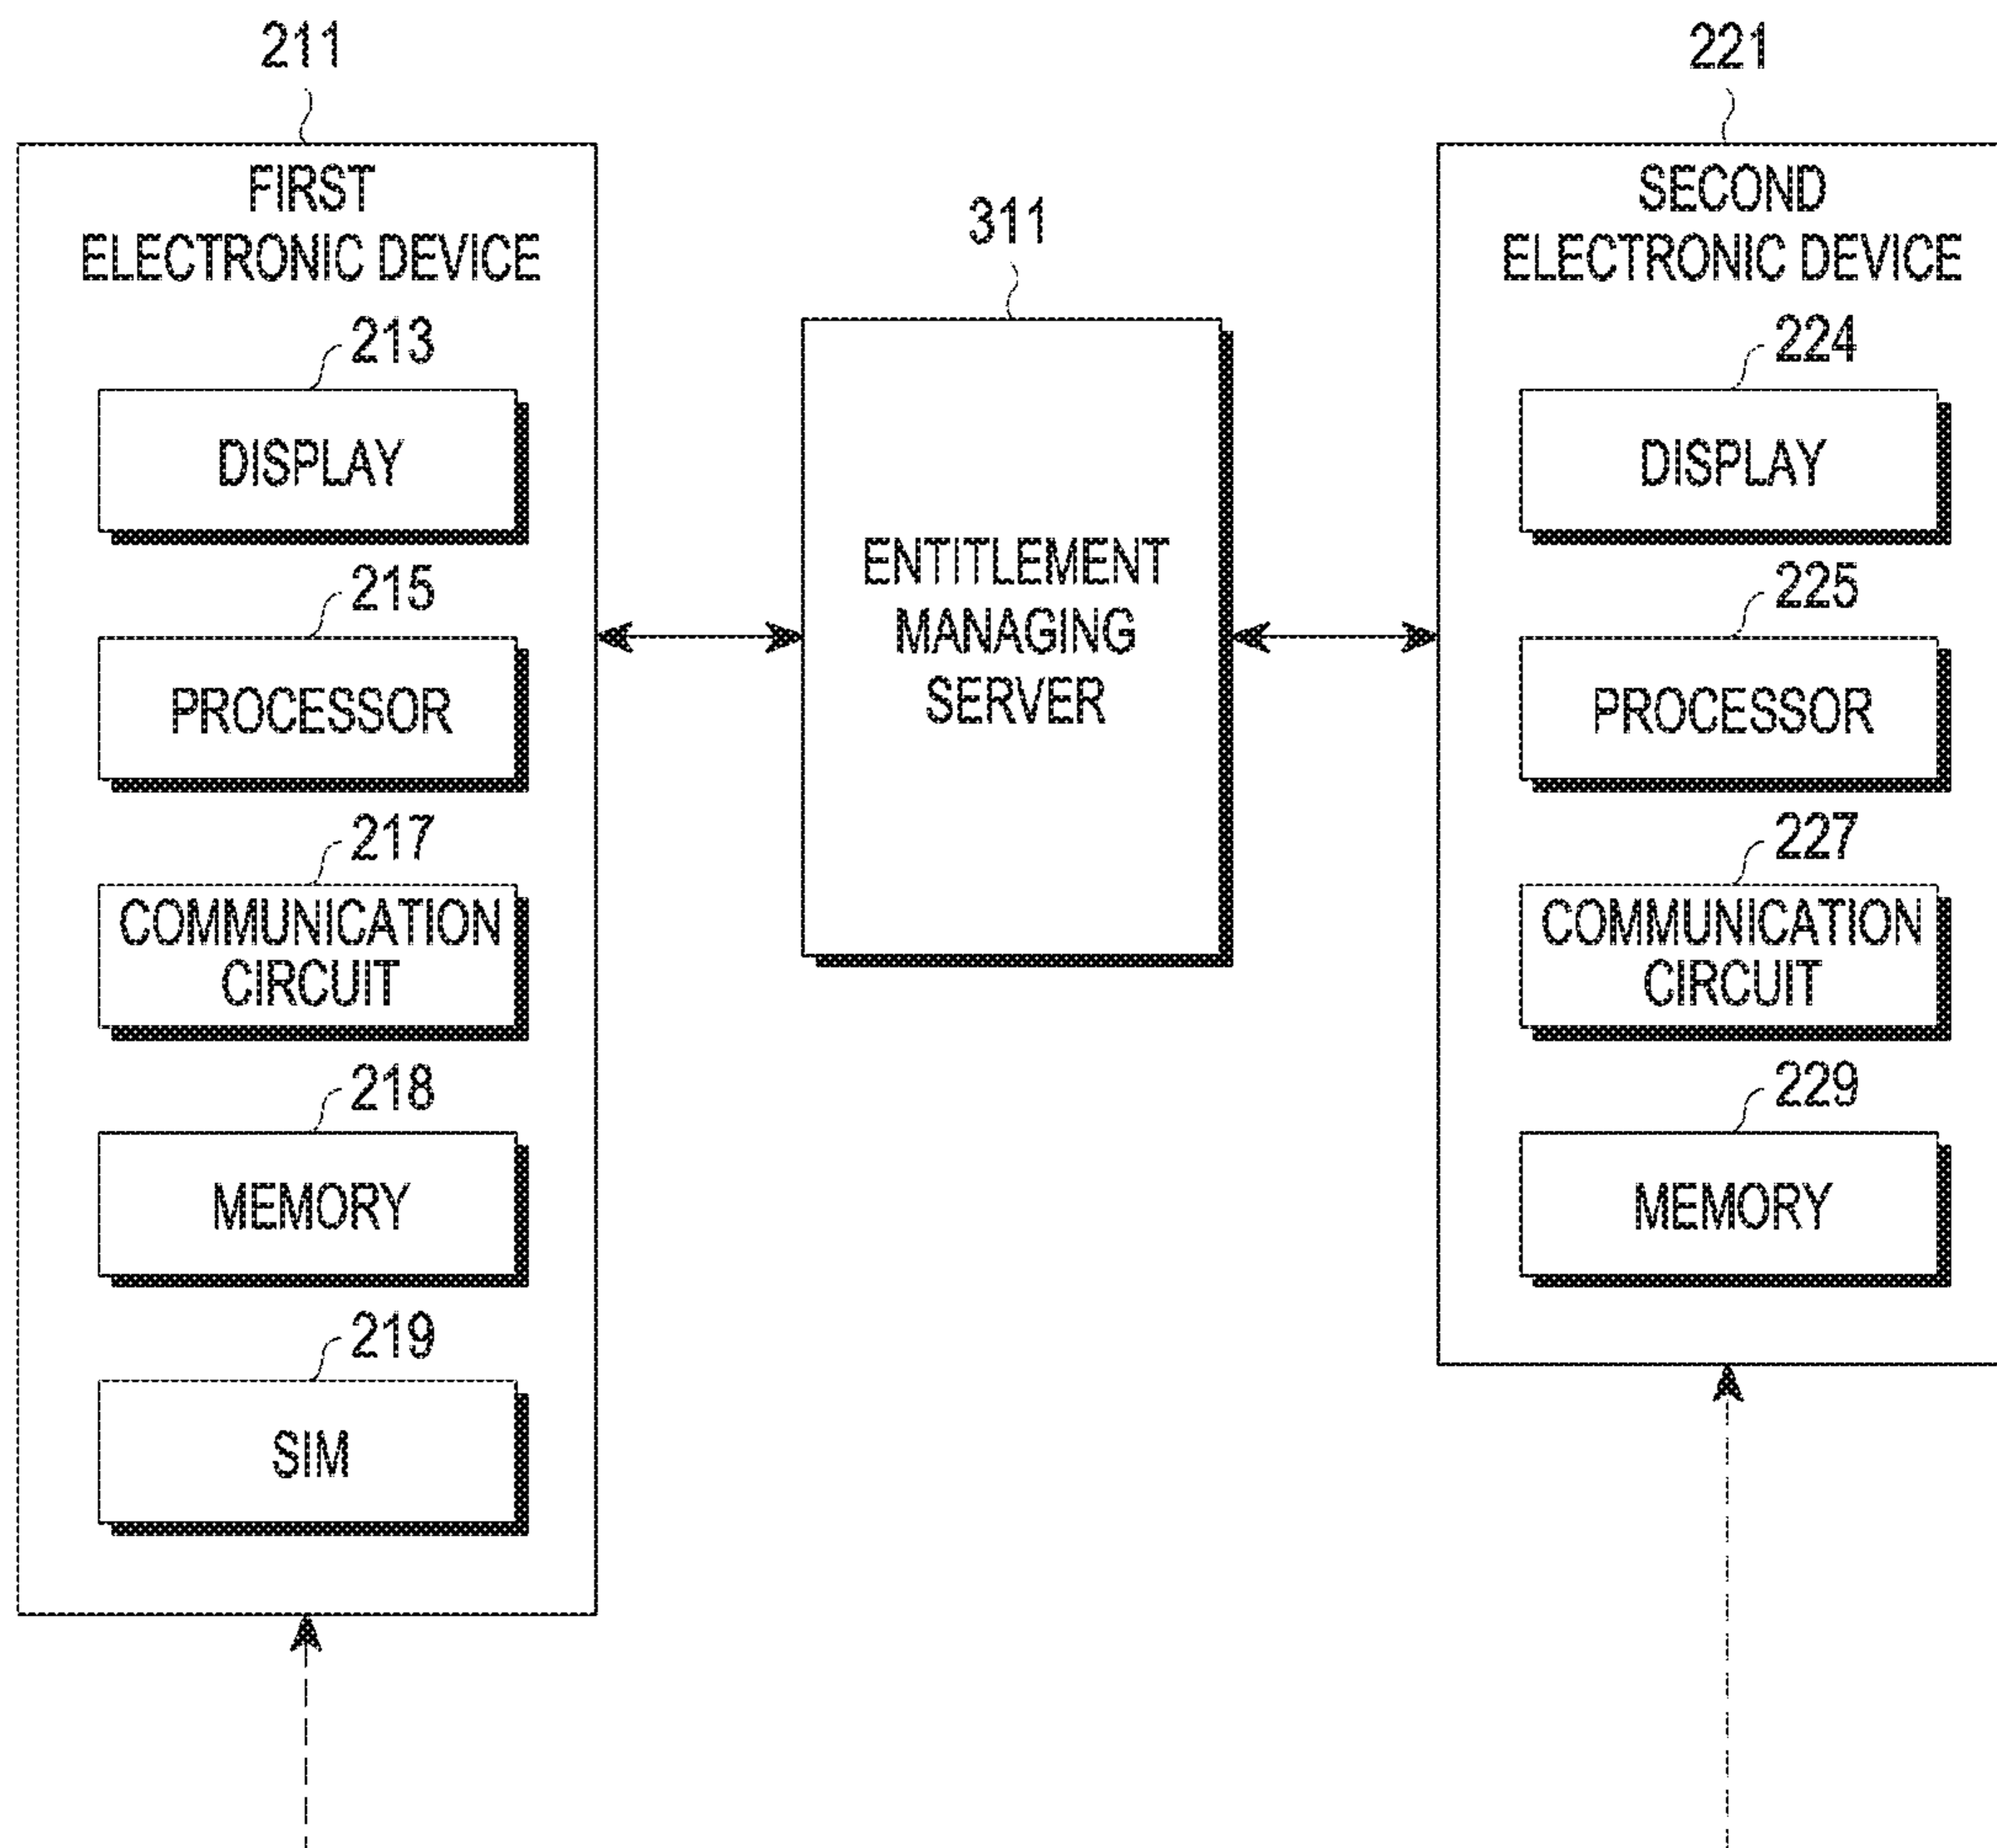 211
FIRST
ELECTRONIC DEVICE
213
DISPLAY
215
PROCESSOR
217
COMMUNICATION
CIRCUIT
218
MEMORY
219
SIM
311
ENTITLEMENT
MANAGING
SERVER
221
SECOND
ELECTRONIC DEVICE
224
DISPLAY
225
PROCESSOR
227
COMMUNICATION
CIRCUIT
229
MEMORY